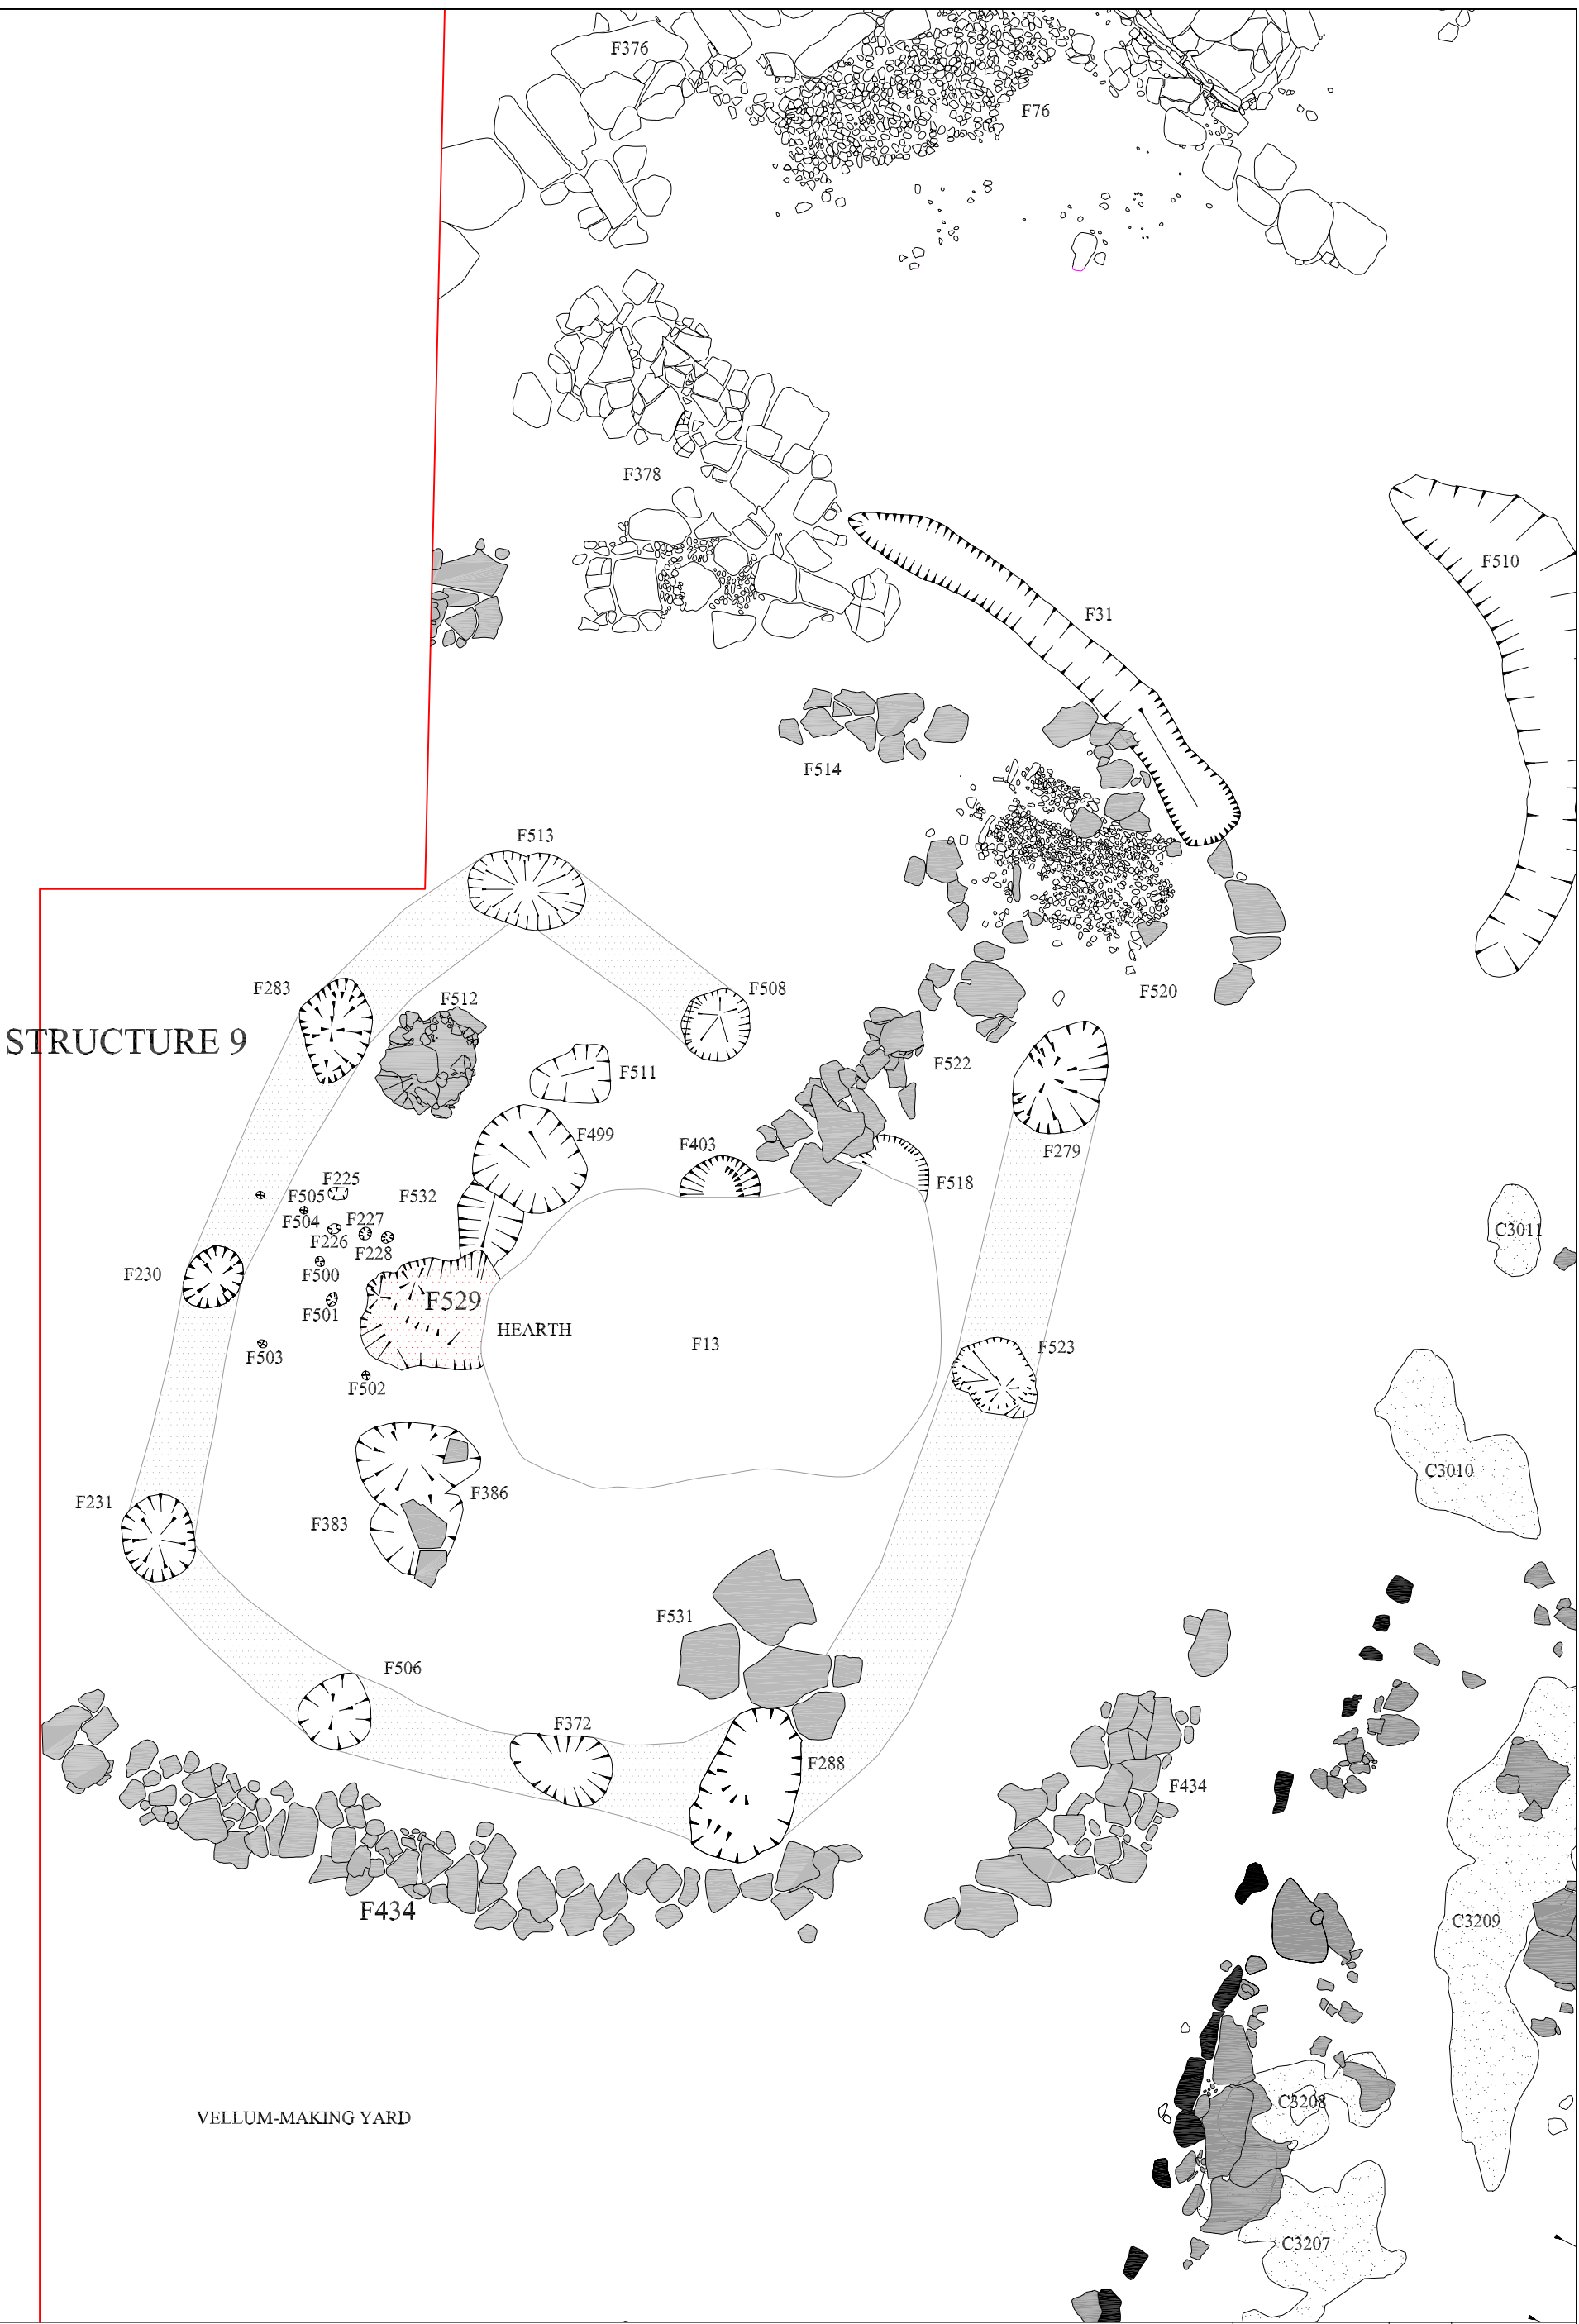 F376
F76
F378
F510
F31
F514
F513
F283
F512
F508
F520
STRUCTURE 9
F522
F511
F499
F403
F279
F225
F518
F505
F532
F504
F227
F226
F228
C3011
F230
F500
F529
F501
HEARTH
F13
F523
F503
F502
C3010
F386
F231
F383
F531
F506
F372
F288
F434
F434
C3209
VELLUM-MAKING YARD
C3208
C3207